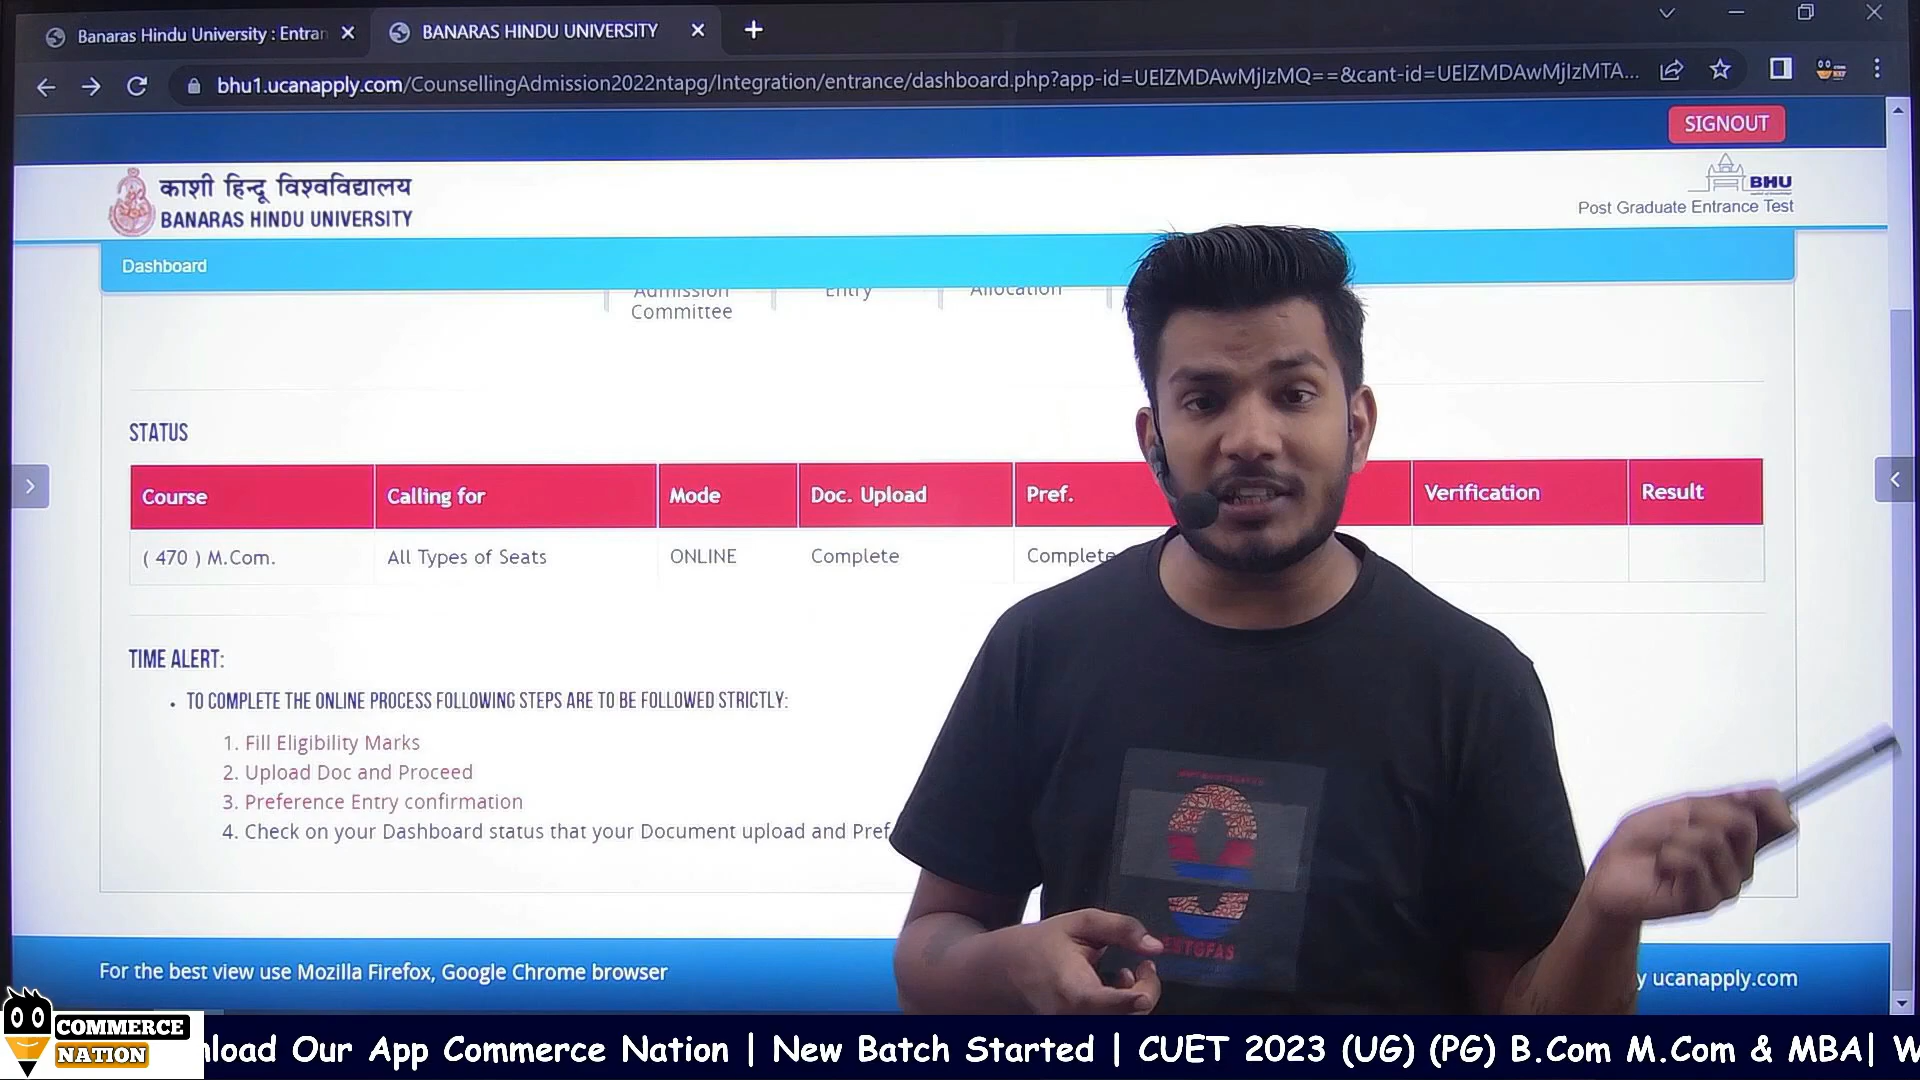 Banaras Hindu University : Entran
BANARAS HINDU UNIVERSITY
bhu1.ucanapply.com/CounsellingAdmission2022ntapg/Integration/entrance/dashboard.php?app-id=UElZMDAwMjIzMQ==&cant-id=UElZMDAwMjIzMTA...
SIGNOUT
काशी हिन्दू विश्वविद्यालय
BANARAS HINDU UNIVERSITY
BHU
Post Graduate Entrance Test
Dashboard
Admission
Committee
Entry
Allocation
STATUS
Course Calling for Mode Doc. Upload Pref. Verification Result
( 470 ) M.Com. All Types of Seats ONLINE Complete Complete
TIME ALERT:
• TO COMPLETE THE ONLINE PROCESS FOLLOWING STEPS ARE TO BE FOLLOWED STRICTLY:
1. Fill Eligibility Marks
2. Upload Doc and Proceed
3. Preference Entry confirmation
4. Check on your Dashboard status that your Document upload and Pref
For the best view use Mozilla Firefox, Google Chrome browser
y ucanapply.com
COMMERCE
NATION
nload Our App Commerce Nation | New Batch Started | CUET 2023 (UG) (PG) B.Com M.Com & MBA| W